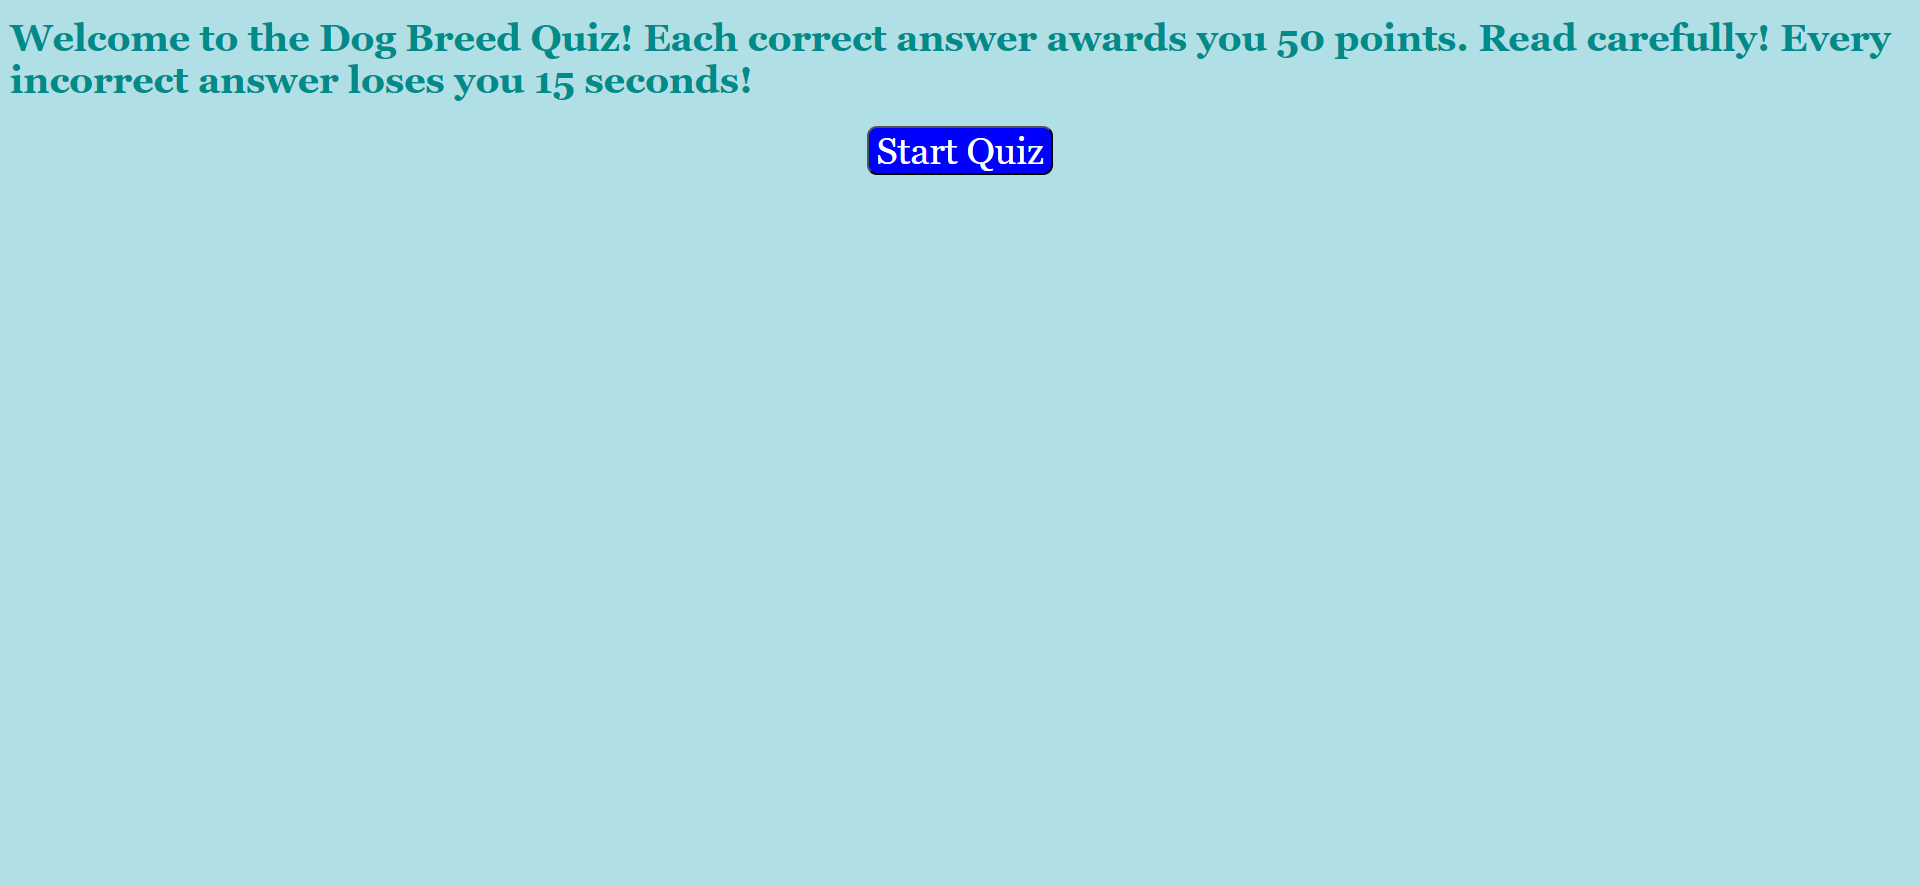 Welcome to the Dog Breed Quiz! Each correct answer awards you 50 points. Read carefully! Every
incorrect answer loses you 15 seconds!
Start Quiz